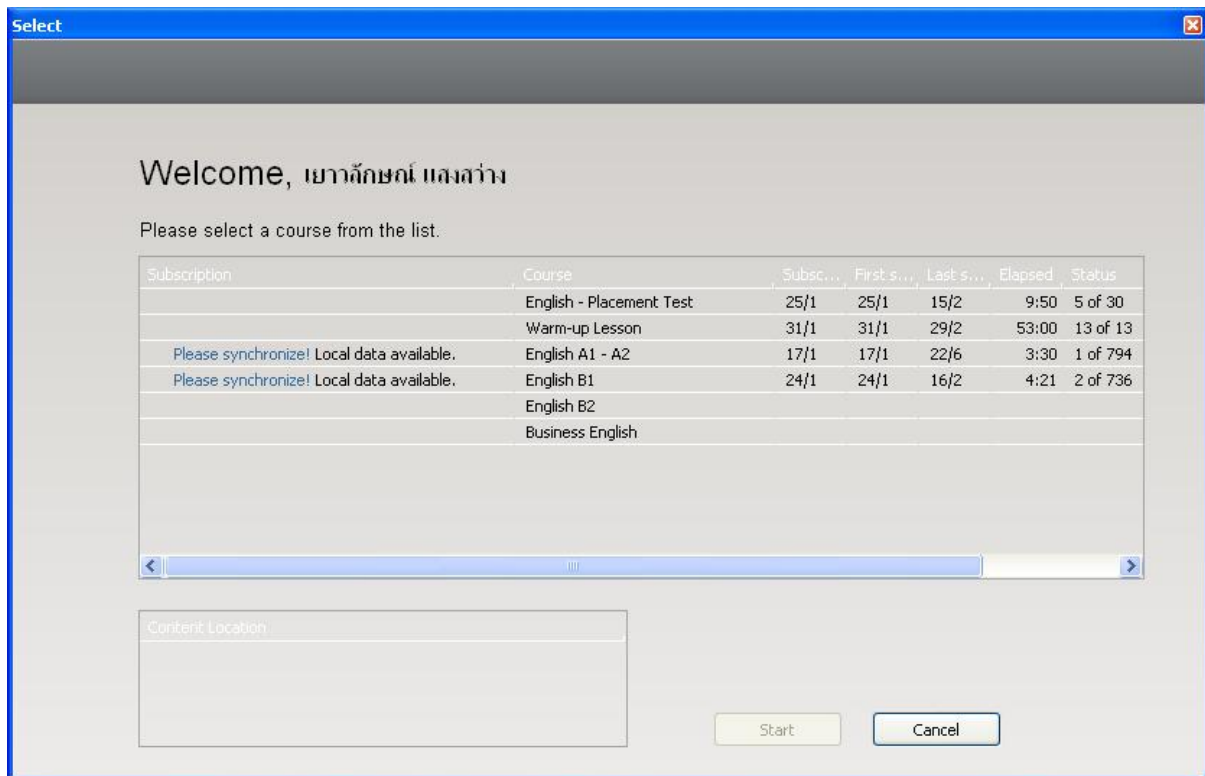 Select
Welcome, เยาวลักษณ์ แสงสว่าง
Please select a course from the list.
Subscription Course Subsc... First s... Last s... Elapsed Status
English - Placement Test 25/1 25/1 15/2 9:50 5 of 30
Warm-up Lesson 31/1 31/1 29/2 53:00 13 of 13
Please synchronize! Local data available. English A1 - A2 17/1 17/1 22/6 3:30 1 of 794
Please synchronize! Local data available. English B1 24/1 24/1 16/2 4:21 2 of 736
English B2
Business English
Content Location
Start Cancel